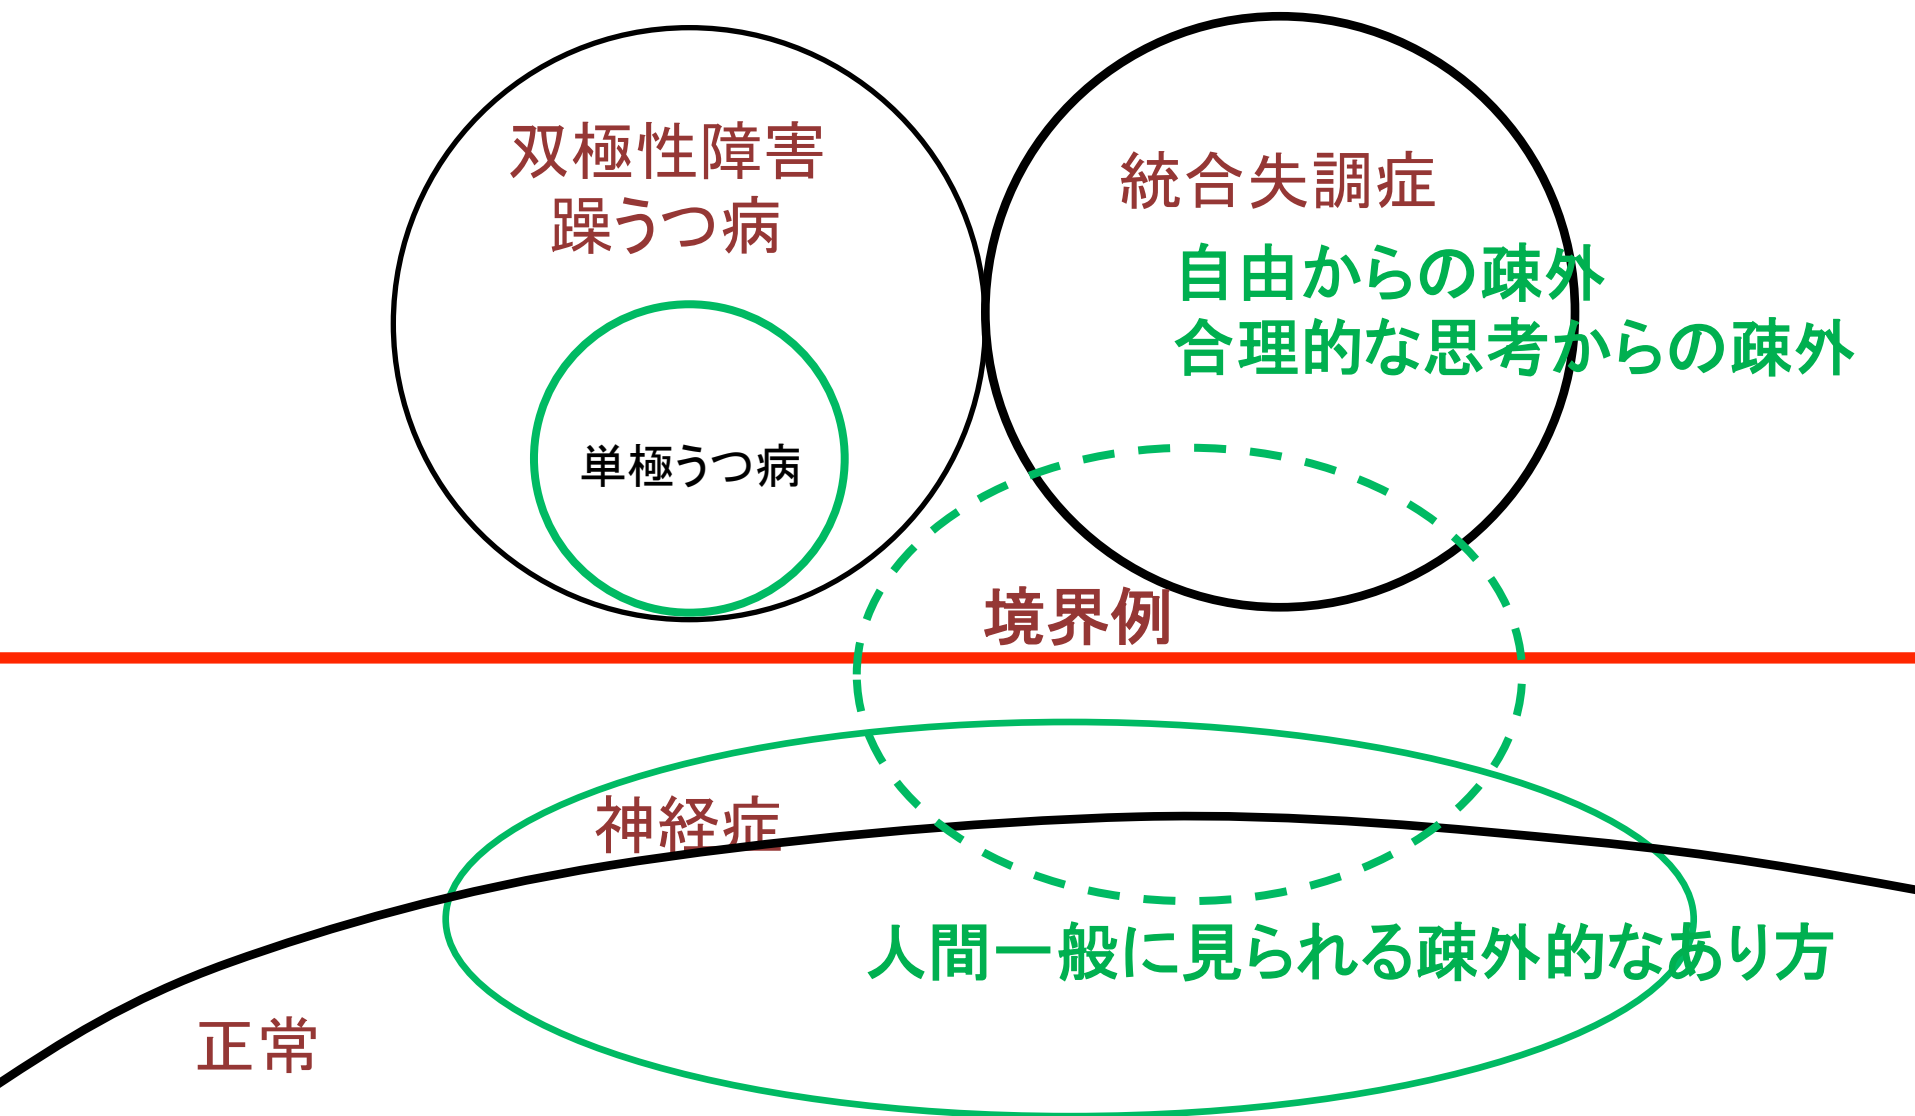 双極性障害
躁うつ病
統合失調症
自由からの疎外
合理的な思考からの疎外
単極うつ病
境界例
神経症
人間一般に見られる疎外的なあり方
正常